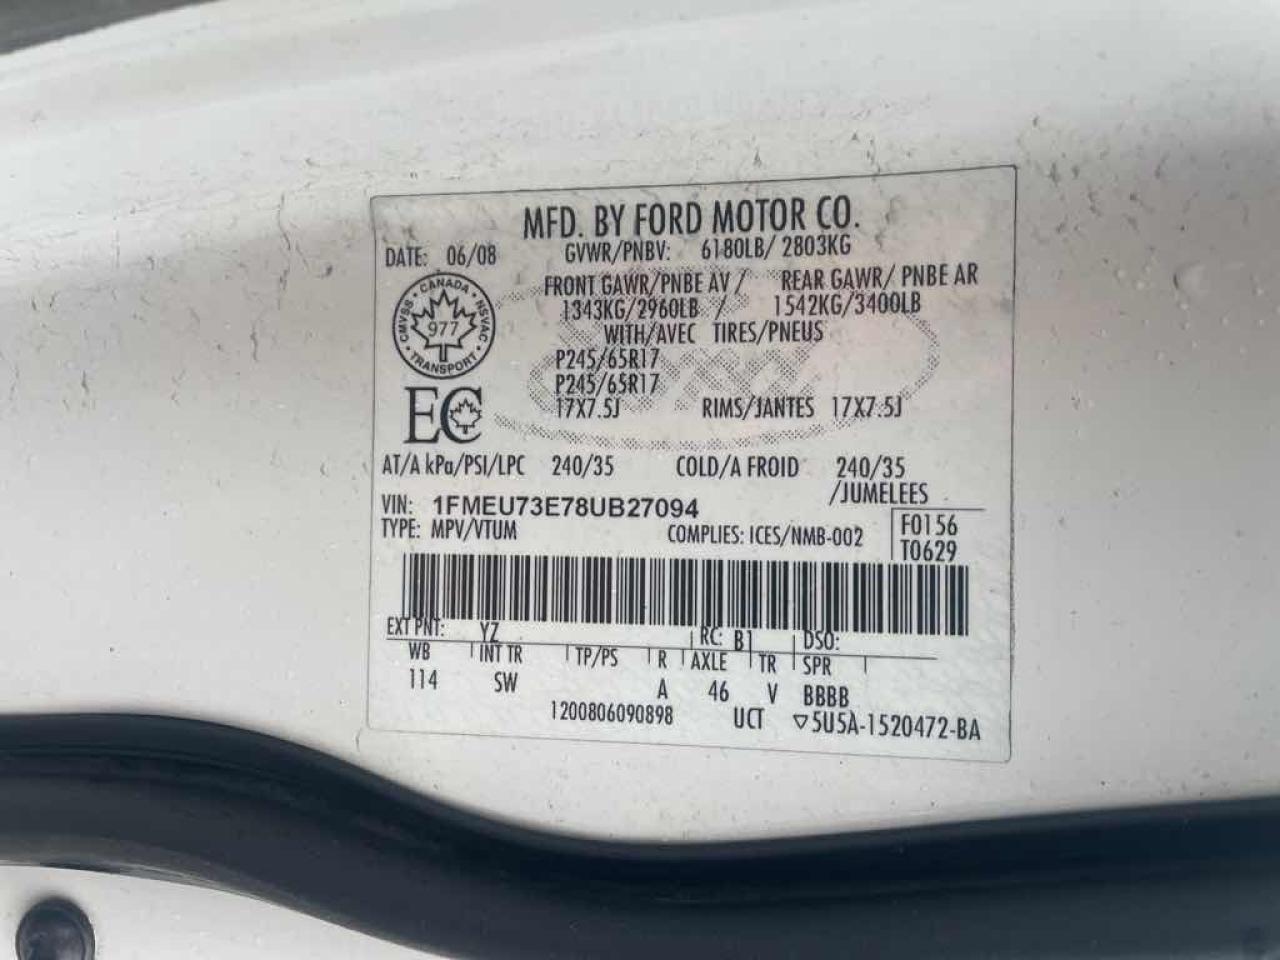 MFD. BY FORD MOTOR CO.
DATE: 06/08 GVWR/PNBV: 6180LB/ 2803KG
FRONT GAWR/PNBE AV / REAR GAWR/ PNBE AR
1343KG/2960LB / 1542KG/3400LB
WITH/AVEC TIRES/PNEUS
P245/65R17
P245/65R17
17X7.5J RIMS/JANTES 17X7.5J
CANADA
CMVSS NSVAC
977
TRANSPORT
EC
AT/A kPa/PSI/LPC 240/35 COLD/A FROID 240/35
/JUMELEES
VIN: 1FMEU73E78UB27094
TYPE: MPV/VTUM COMPLIES: ICES/NMB-002
F0156
T0629
EXT PNT: YZ RC: B1 DSO:
WB INT TR TP/PS R AXLE TR SPR
114 SW A 46 V BBBB
1200806090898 UCT ▽5U5A-1520472-BA